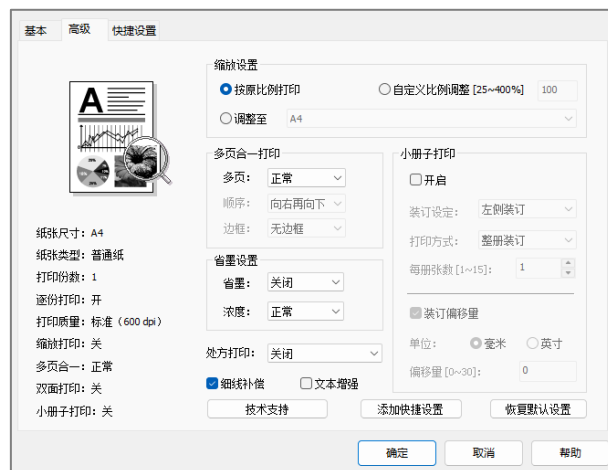 基本 高级 快捷设置
缩放设置
按原比例打印 自定义比例调整 [25~400%] 100
调整至 A4
A
多页合一打印
多页: 正常
顺序: 向右再向下
边框: 无边框
省墨设置
省墨: 关闭
浓度: 正常
处方打印: 关闭
细线补偿 文本增强
小册子打印
开启
装订设定: 左侧装订
打印方式: 整册装订
每册张数 [1~15]: 1
装订偏移量
单位: 毫米 英寸
偏移量 [0~30]: 0
纸张尺寸: A4
纸张类型: 普通纸
打印份数: 1
逐份打印: 开
打印质量: 标准 (600 dpi)
缩放打印: 关
多页合一: 正常
双面打印: 关
小册子打印: 关
技术支持 添加快捷设置 恢复默认设置
确定 取消 帮助